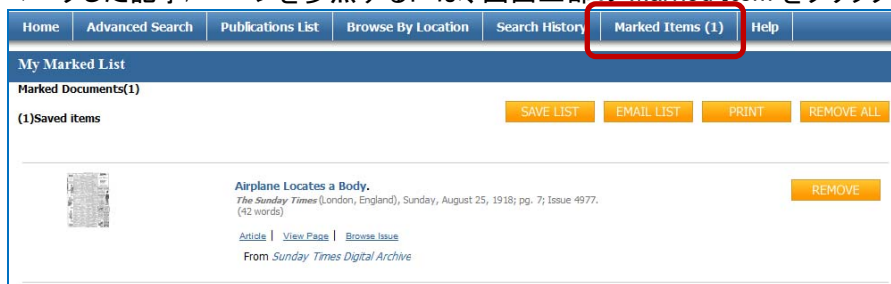 Home Advanced Search Publications List Browse By Location Search History Marked Items (1) Help
My Marked List
Marked Documents(1)
(1)Saved items
SAVE LIST EMAIL LIST PRINT REMOVE ALL
Airplane Locates a Body.
REMOVE
The Sunday Times (London, England), Sunday, August 25, 1918; pg. 7; Issue 4977.
(42 words)
Article | View Page | Browse Issue
From Sunday Times Digital Archive